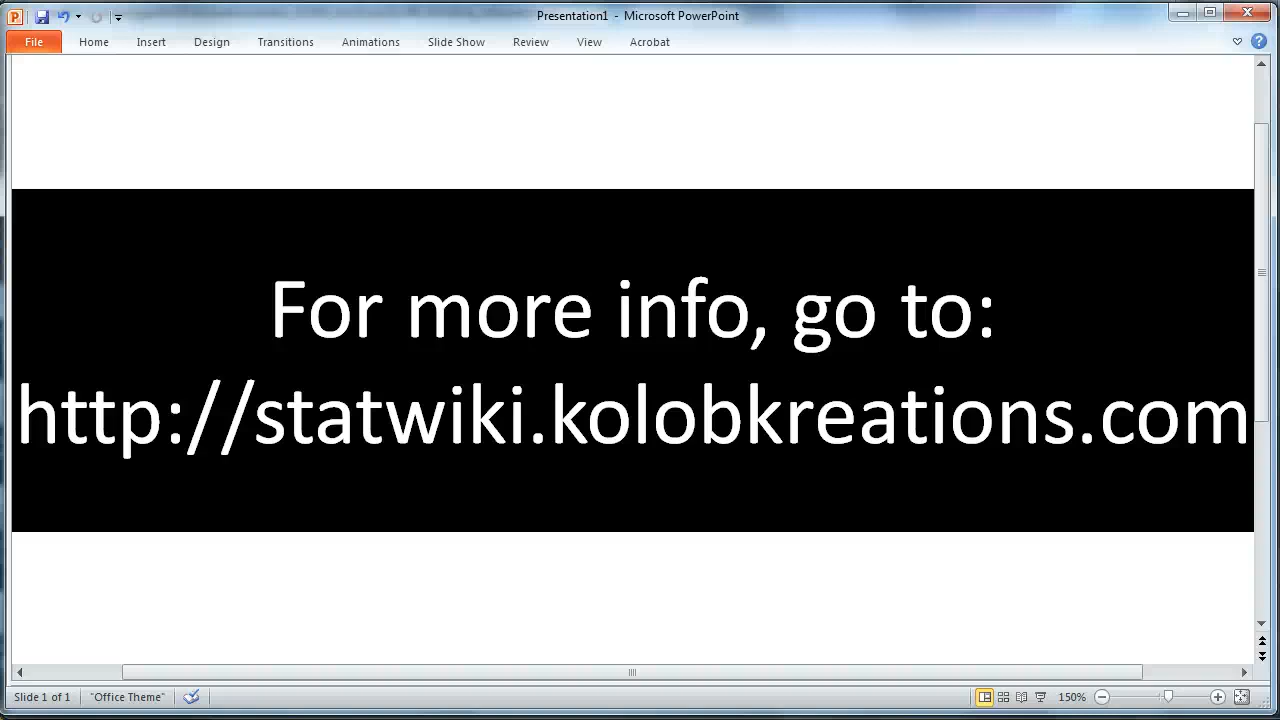 Presentation1 - Microsoft PowerPoint
File Home Insert Design Transitions Animations Slide Show Review View Acrobat
For more info, go to:
http://statwiki.kolobkreations.com
Slide 1 of 1 "Office Theme" 150%